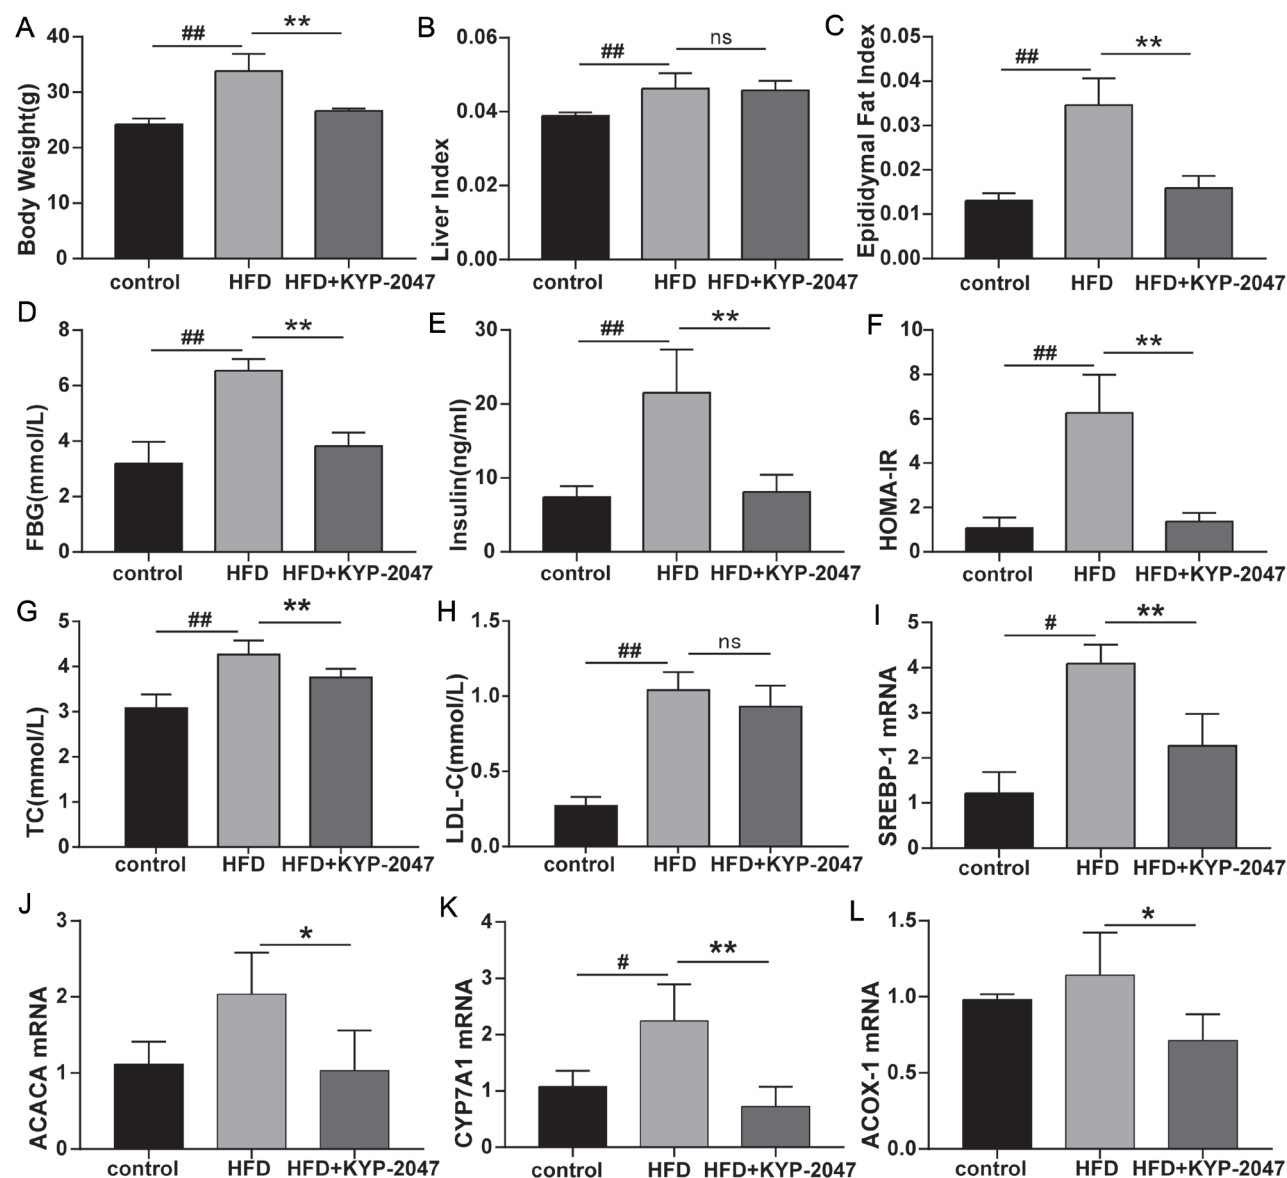 A
Body Weight(g)
40
30
20
10
0
##
**
control HFD HFD+KYP-2047
B
Liver Index
0.06
0.04
0.02
0.00
##
ns
control HFD HFD+KYP-2047
C
Epididymal Fat Index
0.05
0.04
0.03
0.02
0.01
0.00
##
**
control HFD HFD+KYP-2047
D
FBG(mmol/L)
8
6
4
2
0
##
**
control HFD HFD+KYP-2047
E
Insulin(ng/ml)
30
20
10
0
##
**
control HFD HFD+KYP-2047
F
HOMA-IR
10
8
6
4
2
0
##
**
control HFD HFD+KYP-2047
G
TC(mmol/L)
5
4
3
2
1
0
##
**
control HFD HFD+KYP-2047
H
LDL-C(mmol/L)
1.5
1.0
0.5
0.0
##
ns
control HFD HFD+KYP-2047
I
SREBP-1 mRNA
5
4
3
2
1
0
#
**
control HFD HFD+KYP-2047
J
ACACA mRNA
3
2
1
0
*
control HFD HFD+KYP-2047
K
CYP7A1 mRNA
4
3
2
1
0
#
**
control HFD HFD+KYP-2047
L
ACOX-1 mRNA
1.5
1.0
0.5
0.0
*
control HFD HFD+KYP-2047